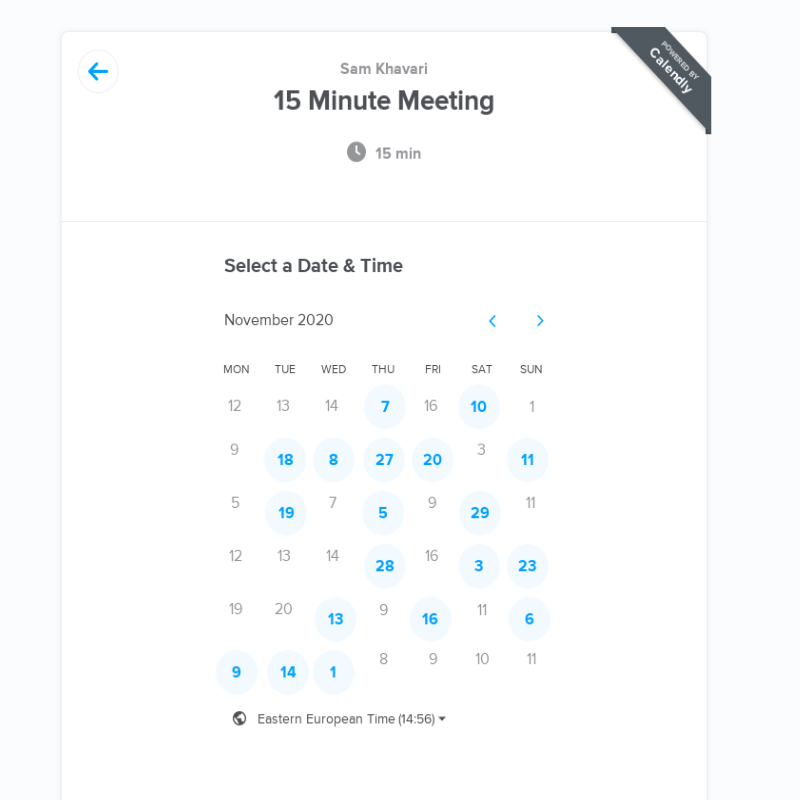 Sam Khavari
POWERED BY
Calendly
15 Minute Meeting
15 min
Select a Date & Time
November 2020
MON TUE WED THU FRI SAT SUN
12 13 14 7 16 10 1
9 18 8 27 20 3 11
5 19 7 5 9 29 11
12 13 14 28 16 3 23
19 20 13 9 16 11 6
9 14 1 8 9 10 11
Eastern European Time (14:56)